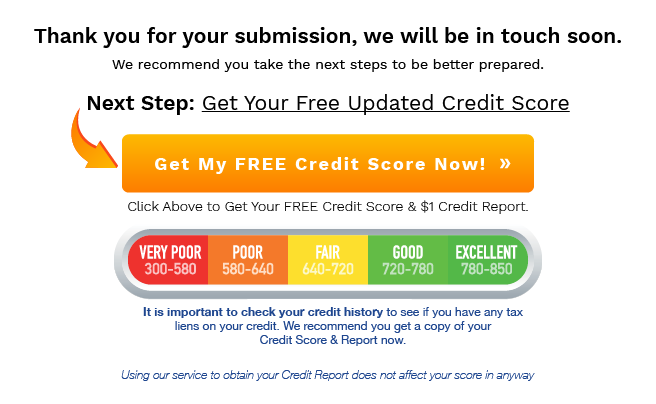 Thank you for your submission, we will be in touch soon.
We recommend you take the next steps to be better prepared.
Next Step: Get Your Free Updated Credit Score
Get My FREE Credit Score Now! »
Click Above to Get Your FREE Credit Score & $1 Credit Report.
VERY POOR POOR FAIR GOOD EXCELLENT
300-580 580-640 640-720 720-780 780-850
It is important to check your credit history to see if you have any tax
liens on your credit. We recommend you get a copy of your
Credit Score & Report now.
Using our service to obtain your Credit Report does not affect your score in anyway